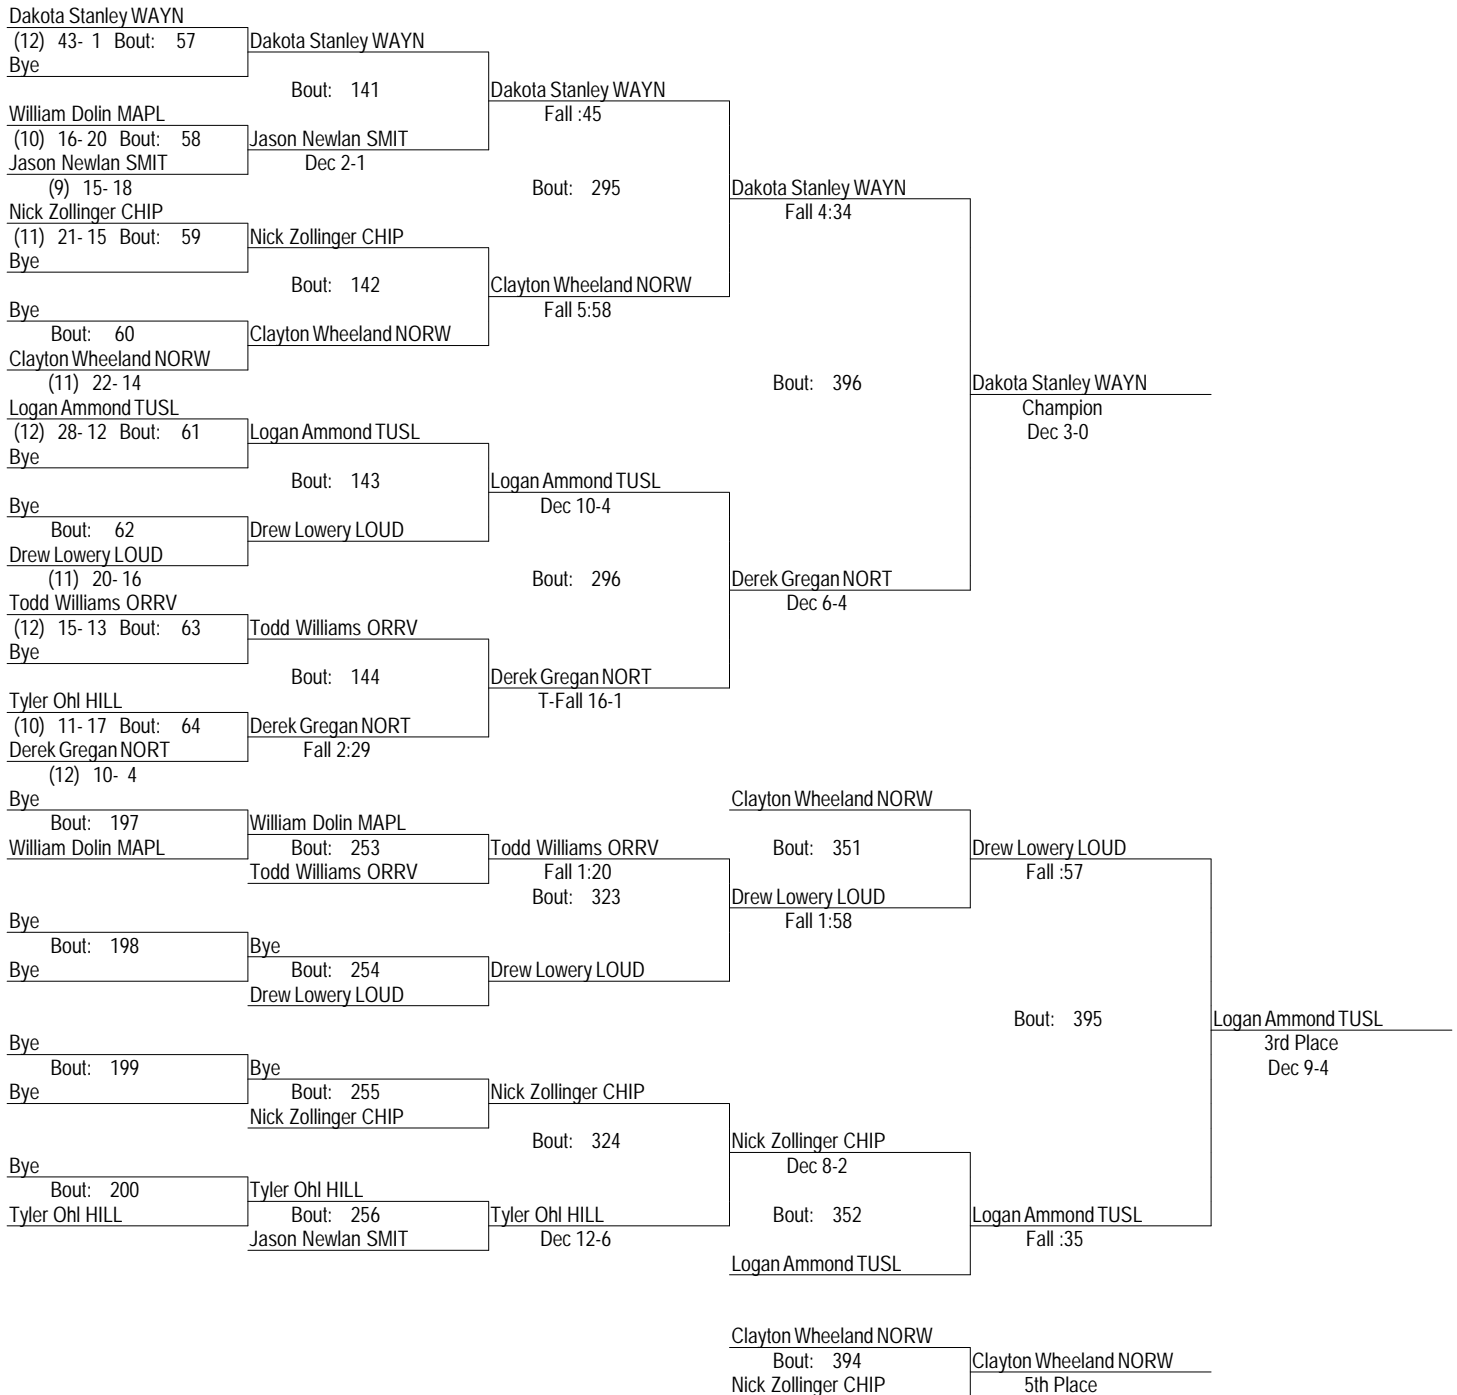 Dakota Stanley WAYN
(12) 43- 1 Bout: 57
Dakota Stanley WAYN
Bye
Bout: 141
Dakota Stanley WAYN
William Dolin MAPL
Fall :45
(10) 16- 20 Bout: 58
Jason Newlan SMIT
Jason Newlan SMIT
Dec 2-1
(9) 15- 18
Bout: 295
Dakota Stanley WAYN
Nick Zollinger CHIP
Fall 4:34
(11) 21- 15 Bout: 59
Nick Zollinger CHIP
Bye
Bout: 142
Clayton Wheeland NORW
Bye
Fall 5:58
Bout: 60
Clayton Wheeland NORW
Clayton Wheeland NORW
(11) 22- 14
Bout: 396
Dakota Stanley WAYN
Logan Ammond TUSL
Champion
(12) 28- 12 Bout: 61
Logan Ammond TUSL
Dec 3-0
Bye
Bout: 143
Logan Ammond TUSL
Bye
Dec 10-4
Bout: 62
Drew Lowery LOUD
Drew Lowery LOUD
(11) 20- 16
Bout: 296
Derek Gregan NORT
Todd Williams ORRV
Dec 6-4
(12) 15- 13 Bout: 63
Todd Williams ORRV
Bye
Bout: 144
Derek Gregan NORT
Tyler Ohl HILL
T-Fall 16-1
(10) 11- 17 Bout: 64
Derek Gregan NORT
Derek Gregan NORT
Fall 2:29
(12) 10- 4
Bye
Clayton Wheeland NORW
Bout: 197
William Dolin MAPL
William Dolin MAPL
Bout: 253
Todd Williams ORRV
Bout: 351
Drew Lowery LOUD
Todd Williams ORRV
Fall 1:20
Fall :57
Bout: 323
Drew Lowery LOUD
Bye
Fall 1:58
Bout: 198
Bye
Bye
Bout: 254
Drew Lowery LOUD
Drew Lowery LOUD
Bout: 395
Logan Ammond TUSL
Bye
3rd Place
Bout: 199
Bye
Dec 9-4
Bye
Bout: 255
Nick Zollinger CHIP
Nick Zollinger CHIP
Bout: 324
Nick Zollinger CHIP
Bye
Dec 8-2
Bout: 200
Tyler Ohl HILL
Tyler Ohl HILL
Bout: 256
Tyler Ohl HILL
Bout: 352
Logan Ammond TUSL
Jason Newlan SMIT
Dec 12-6
Fall :35
Logan Ammond TUSL
Clayton Wheeland NORW
Bout: 394
Clayton Wheeland NORW
Nick Zollinger CHIP
5th Place